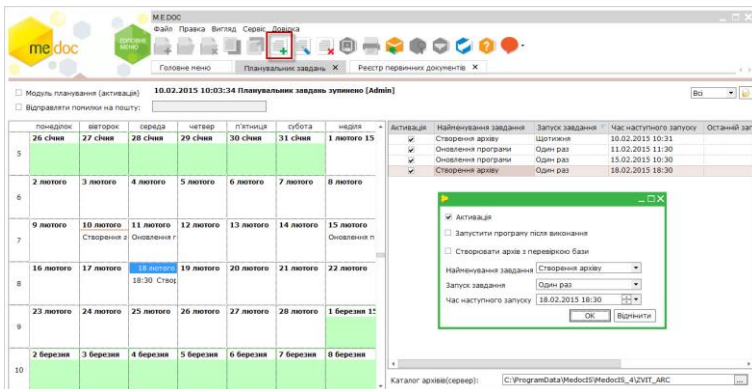 M.E.DOC
Файл Правка Вигляд Сервіс Довідка
me doc
ГОЛОВНЕ МЕНЮ
Головне меню Планувальник завдань X Реєстр первинних документів X
Модуль планування (активація) 10.02.2015 10:03:34 Планувальник завдань зупинено [Admin]
Всі
Відправляти помилки на пошту:
понеділок вівторок середа четвер п'ятниця субота неділя
5 26 січня 27 січня 28 січня 29 січня 30 січня 31 січня 1 лютого 15
6 2 лютого 3 лютого 4 лютого 5 лютого 6 лютого 7 лютого 8 лютого
7 9 лютого 10 лютого 11 лютого 12 лютого 13 лютого 14 лютого 15 лютого
Створення а Оновлення п Оновлення п
8 16 лютого 17 лютого 18 лютого 19 лютого 20 лютого 21 лютого 22 лютого
18:30 Створ
9 23 лютого 24 лютого 25 лютого 26 лютого 27 лютого 28 лютого 1 березня 15
10 2 березня 3 березня 4 березня 5 березня 6 березня 7 березня 8 березня
Активація Найменування завдання Запуск завдання Час наступного запуску Останній зап
Створення архіву Щотижня 10.02.2015 10:31
Оновлення програми Один раз 11.02.2015 11:30
Оновлення програми Один раз 15.02.2015 10:30
Створення архіву Один раз 18.02.2015 18:30
Активація
Запустити програму після виконання
Створювати архів з перевіркою бази
Найменування завдання Створення архіву
Запуск завдання Один раз
Час наступного запуску 18.02.2015 18:30
OK Відмінити
Каталог архівів(сервер): C:\ProgramData\MedocIS\MedocIS_4\ZVIT_ARC ...